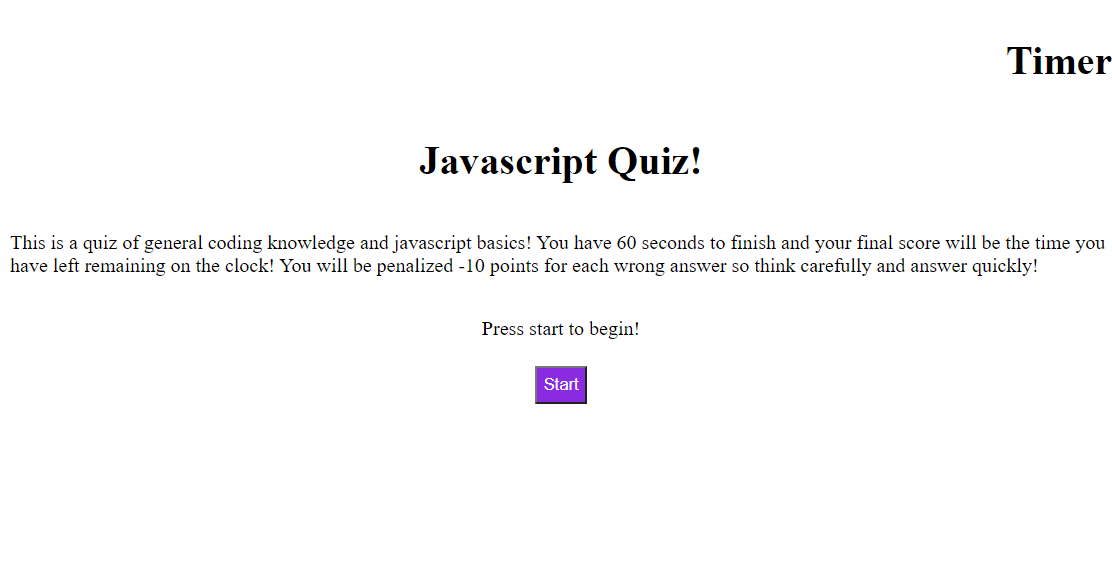 Timer
Javascript Quiz!
This is a quiz of general coding knowledge and javascript basics! You have 60 seconds to finish and your final score will be the time you
have left remaining on the clock! You will be penalized -10 points for each wrong answer so think carefully and answer quickly!
Press start to begin!
Start